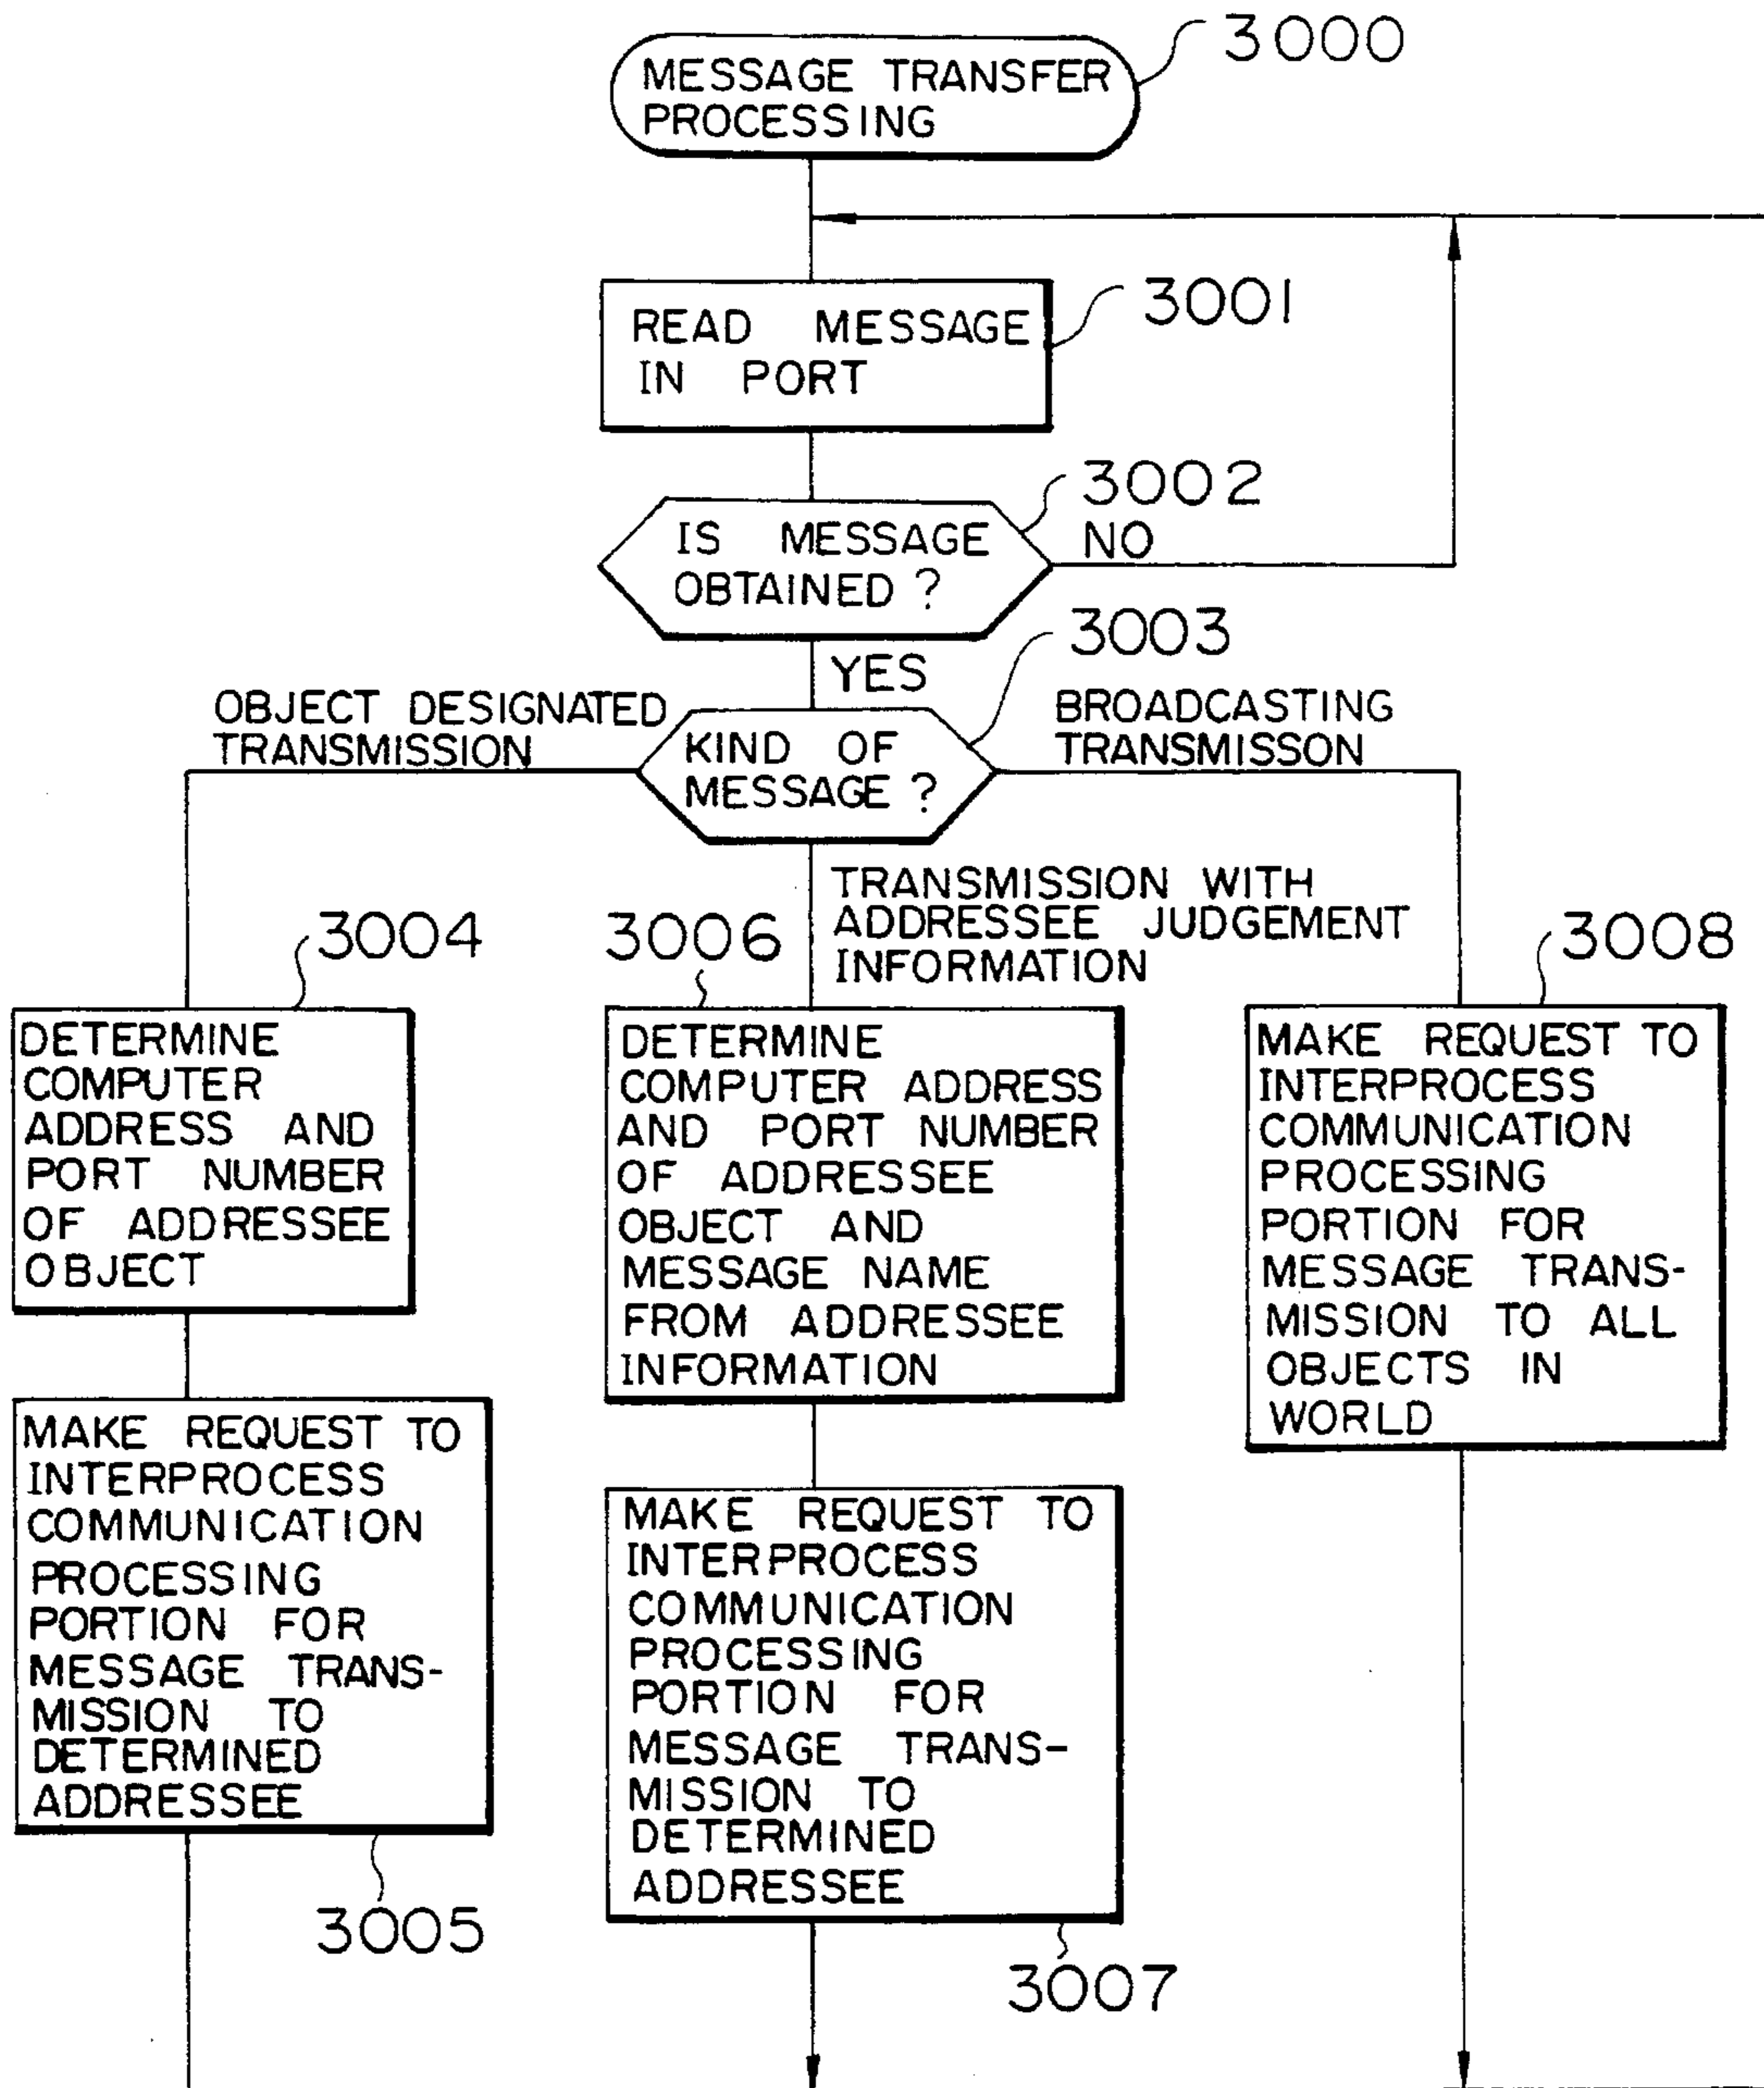 3000
MESSAGE TRANSFER
PROCESSING
3001
READ MESSAGE
IN PORT
3002
IS MESSAGE
OBTAINED ?
NO
3003
YES
OBJECT DESIGNATED
TRANSMISSION
KIND OF
MESSAGE ?
BROADCASTING
TRANSMISSON
TRANSMISSION WITH
ADDRESSEE JUDGEMENT
INFORMATION
3004
DETERMINE
COMPUTER
ADDRESS AND
PORT NUMBER
OF ADDRESSEE
OBJECT
MAKE REQUEST TO
INTERPROCESS
COMMUNICATION
PROCESSING
PORTION FOR
MESSAGE TRANS-
MISSION TO
DETERMINED
ADDRESSEE
3005
3006
DETERMINE
COMPUTER ADDRESS
AND PORT NUMBER
OF ADDRESSEE
OBJECT AND
MESSAGE NAME
FROM ADDRESSEE
INFORMATION
MAKE REQUEST TO
INTERPROCESS
COMMUNICATION
PROCESSING
PORTION FOR
MESSAGE TRANS-
MISSION TO
DETERMINED
ADDRESSEE
3007
3008
MAKE REQUEST TO
INTERPROCESS
COMMUNICATION
PROCESSING
PORTION FOR
MESSAGE TRANS-
MISSION TO ALL
OBJECTS IN
WORLD